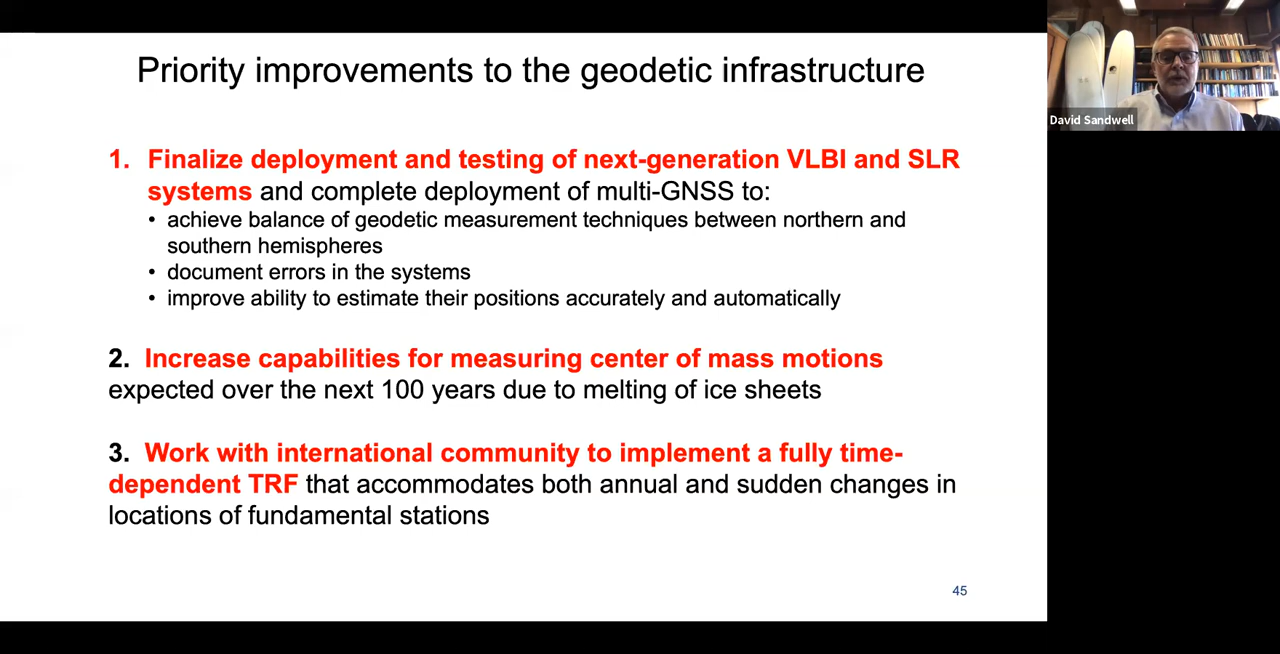 Priority improvements to the geodetic infrastructure
David Sandwell
1. Finalize deployment and testing of next-generation VLBI and SLR
systems and complete deployment of multi-GNSS to:
• achieve balance of geodetic measurement techniques between northern and
southern hemispheres
• document errors in the systems
• improve ability to estimate their positions accurately and automatically
2. Increase capabilities for measuring center of mass motions
expected over the next 100 years due to melting of ice sheets
3. Work with international community to implement a fully time-
dependent TRF that accommodates both annual and sudden changes in
locations of fundamental stations
45